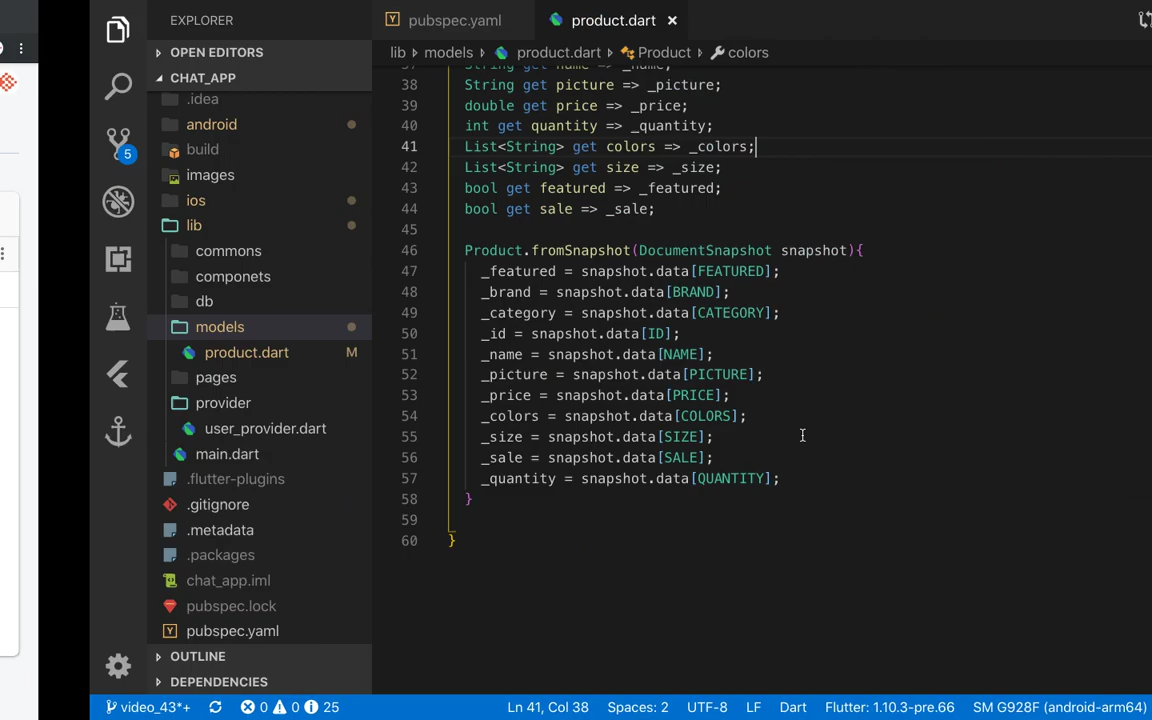 EXPLORER
OPEN EDITORS
CHAT_APP
.idea
android
build
images
ios
lib
commons
componets
db
models
product.dart M
pages
provider
user_provider.dart
main.dart
.flutter-plugins
.gitignore
.metadata
.packages
chat_app.iml
pubspec.lock
pubspec.yaml
OUTLINE
DEPENDENCIES
5
pubspec.yaml product.dart
lib models product.dart Product colors
37 String get name => _name;
38 String get picture => _picture;
39 double get price => _price;
40 int get quantity => _quantity;
41 List<String> get colors => _colors;
42 List<String> get size => _size;
43 bool get featured => _featured;
44 bool get sale => _sale;
45
46 Product.fromSnapshot(DocumentSnapshot snapshot){
47 _featured = snapshot.data[FEATURED];
48 _brand = snapshot.data[BRAND];
49 _category = snapshot.data[CATEGORY];
50 _id = snapshot.data[ID];
51 _name = snapshot.data[NAME];
52 _picture = snapshot.data[PICTURE];
53 _price = snapshot.data[PRICE];
54 _colors = snapshot.data[COLORS];
55 _size = snapshot.data[SIZE];
56 _sale = snapshot.data[SALE];
57 _quantity = snapshot.data[QUANTITY];
58 }
59
60 }
video_43*+ 0 0 25 Ln 41, Col 38 Spaces: 2 UTF-8 LF Dart Flutter: 1.10.3-pre.66 SM G928F (android-arm64)